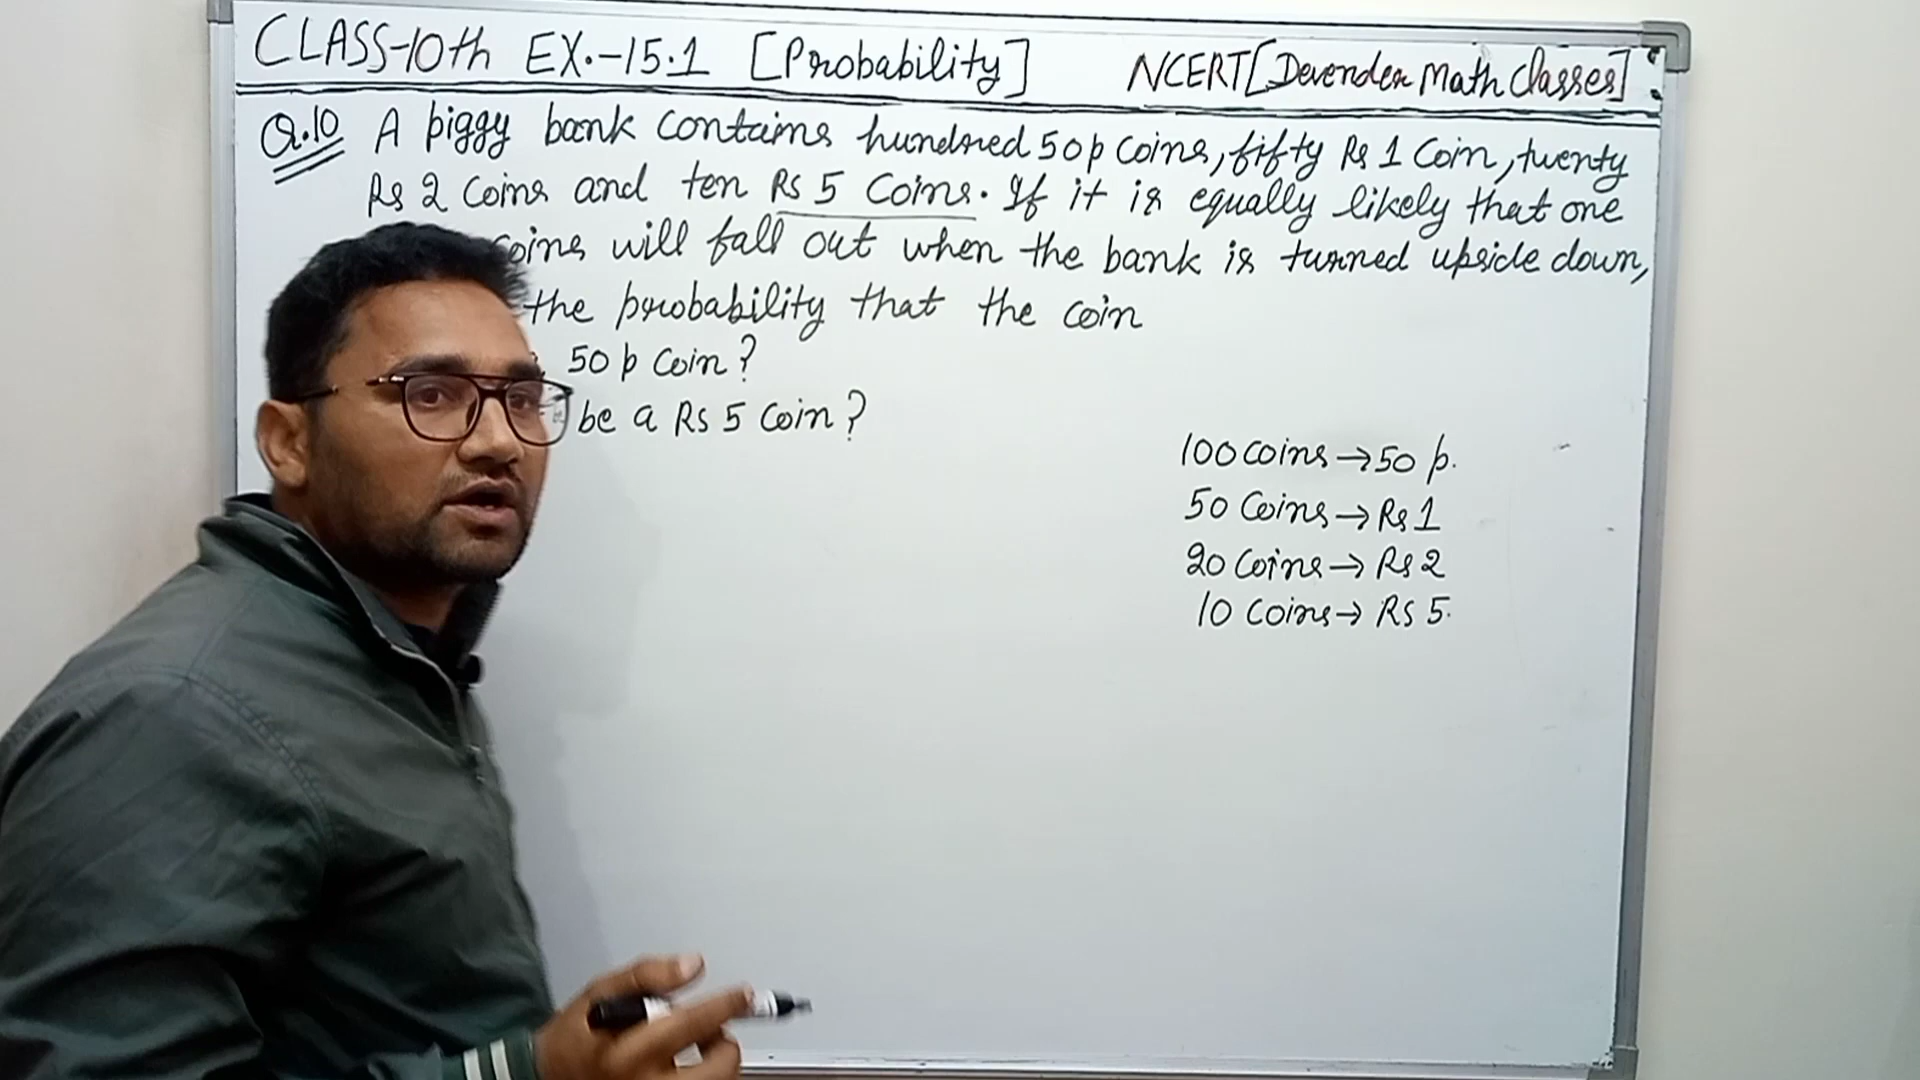 CLASS-10th EX.-15.1 [Probability] NCERT[Devender Math Classes]
Q.10 A piggy bank contains hundred 50p coins, fifty Rs 1 Coin, twenty
Rs 2 Coins and ten Rs 5 Coins. If it is equally likely that one
coins will fall out when the bank is turned upside down,
the probability that the coin
50 p Coin?
be a Rs 5 Coin?
100 coins → 50 p.
50 Coins → Rs 1
20 Coins → Rs 2
10 Coins → Rs 5.